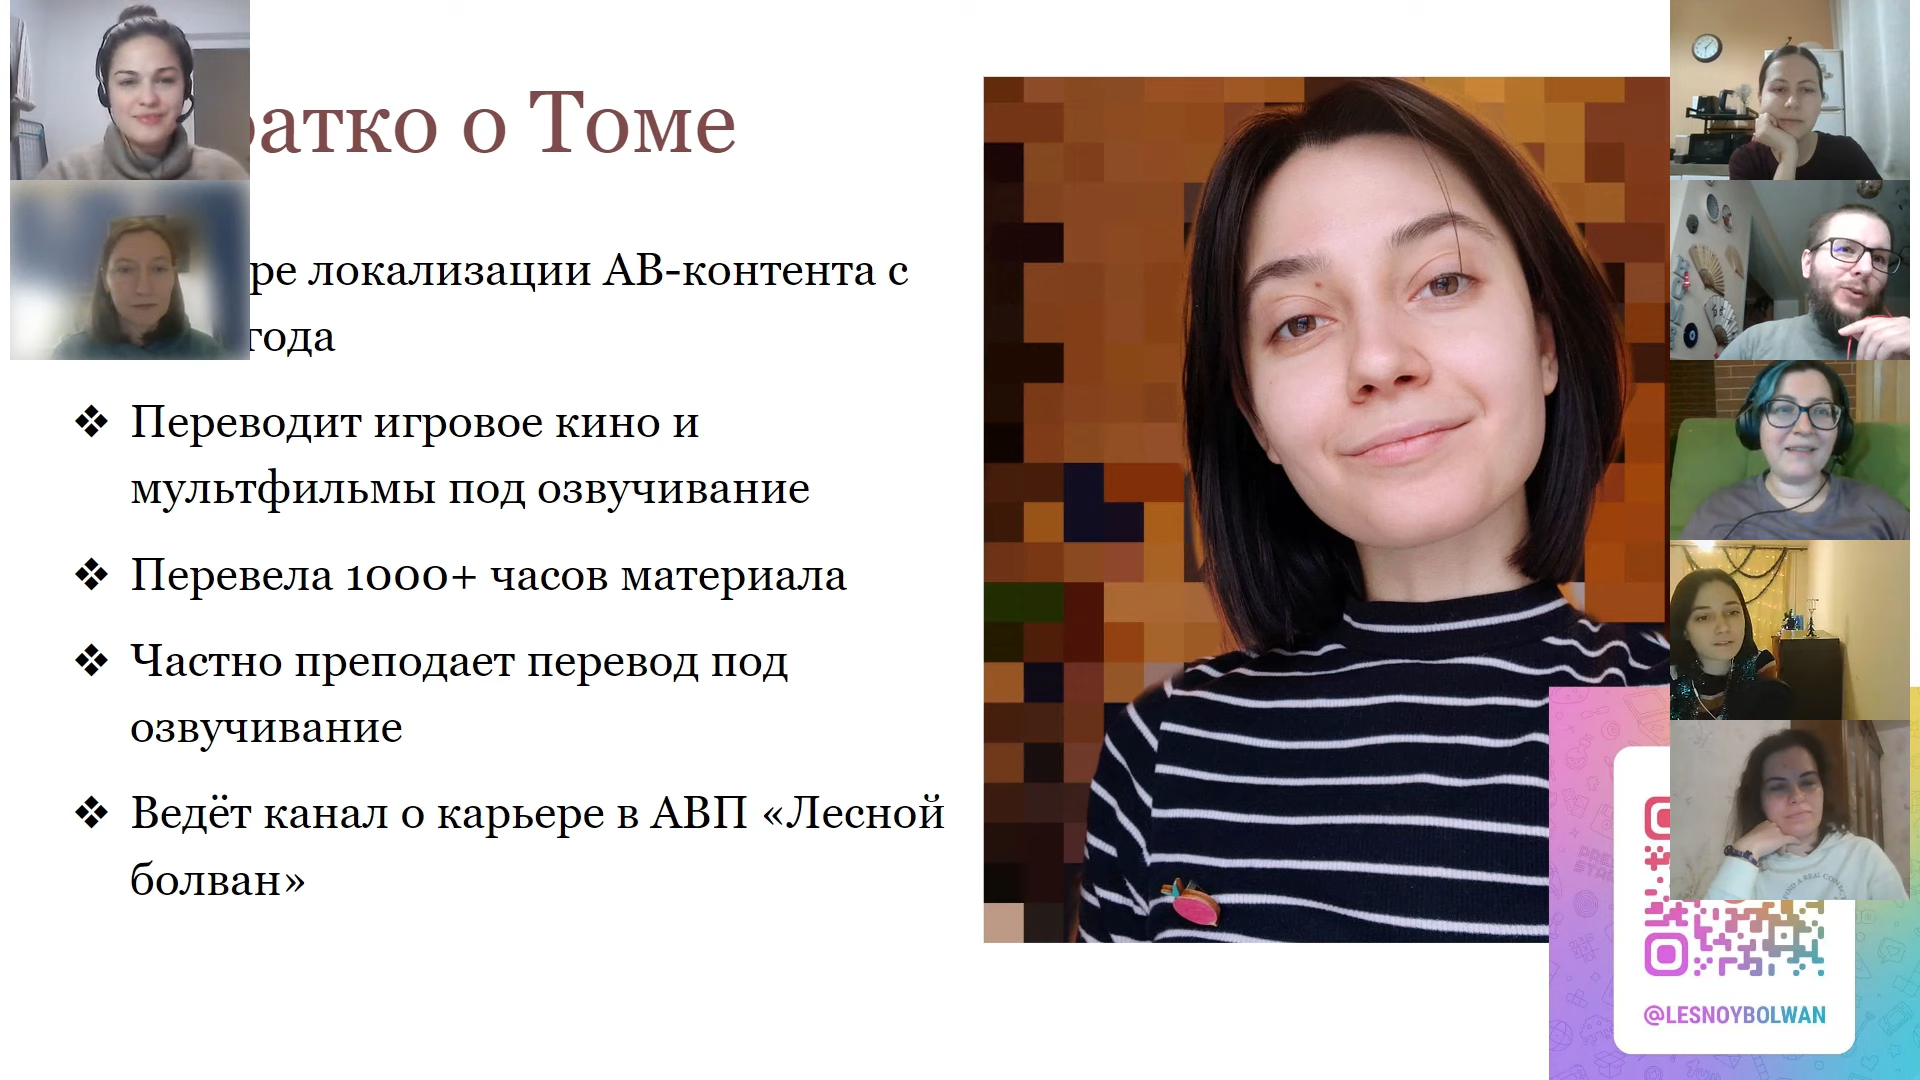 ратко о Томе
ре локализации АВ-контента с
года
❖ Переводит игровое кино и
мультфильмы под озвучивание
❖ Перевела 1000+ часов материала
❖ Частно преподает перевод под
озвучивание
❖ Ведёт канал о карьере в АВП «Лесной
болван»
@LESNOYBOLWAN